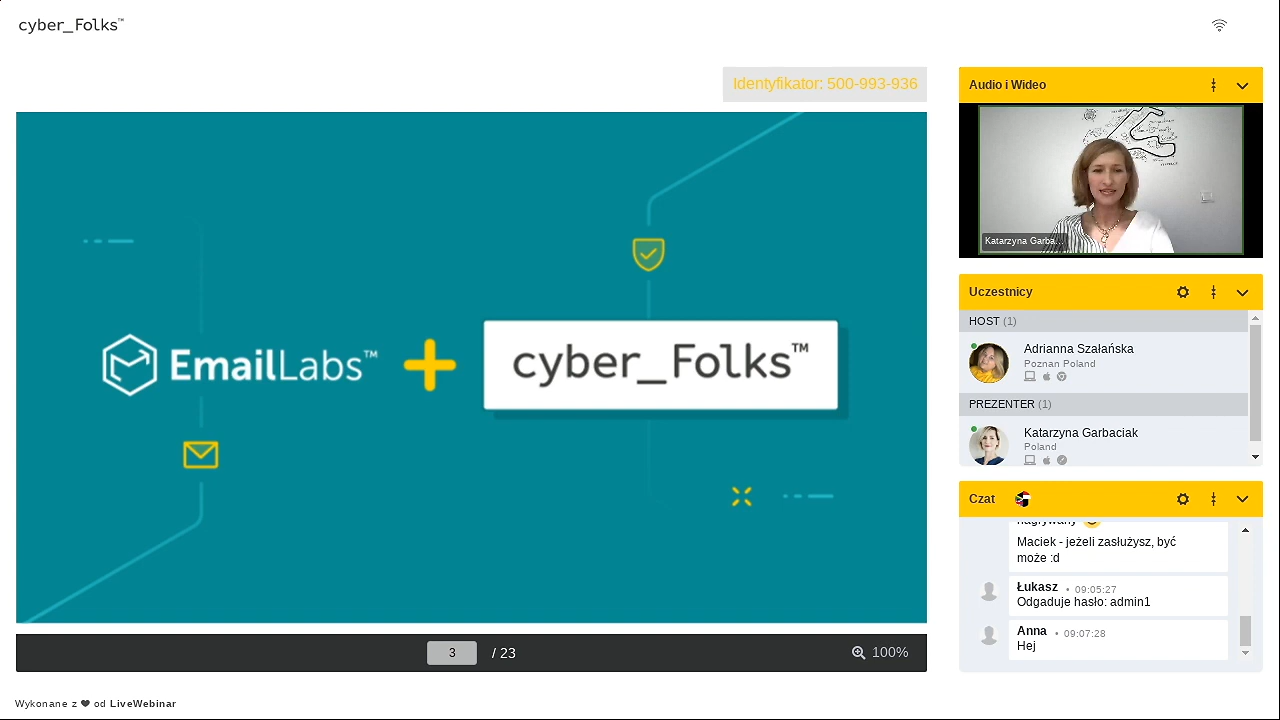 cyber_Folks™
Identyfikator: 500-993-936
EmailLabs™
cyber_Folks™
3 / 23
100%
Audio i Wideo
Katarzyna Garba...
Uczestnicy
HOST (1)
Adrianna Szałańska
Poznan Poland
PREZENTER (1)
Katarzyna Garbaciak
Poland
Czat
nagrywany
Maciek - jeżeli zasłużysz, być
może :d
Łukasz • 09:05:27
Odgaduje hasło: admin1
Anna • 09:07:28
Hej
Wykonane z ❤ od LiveWebinar